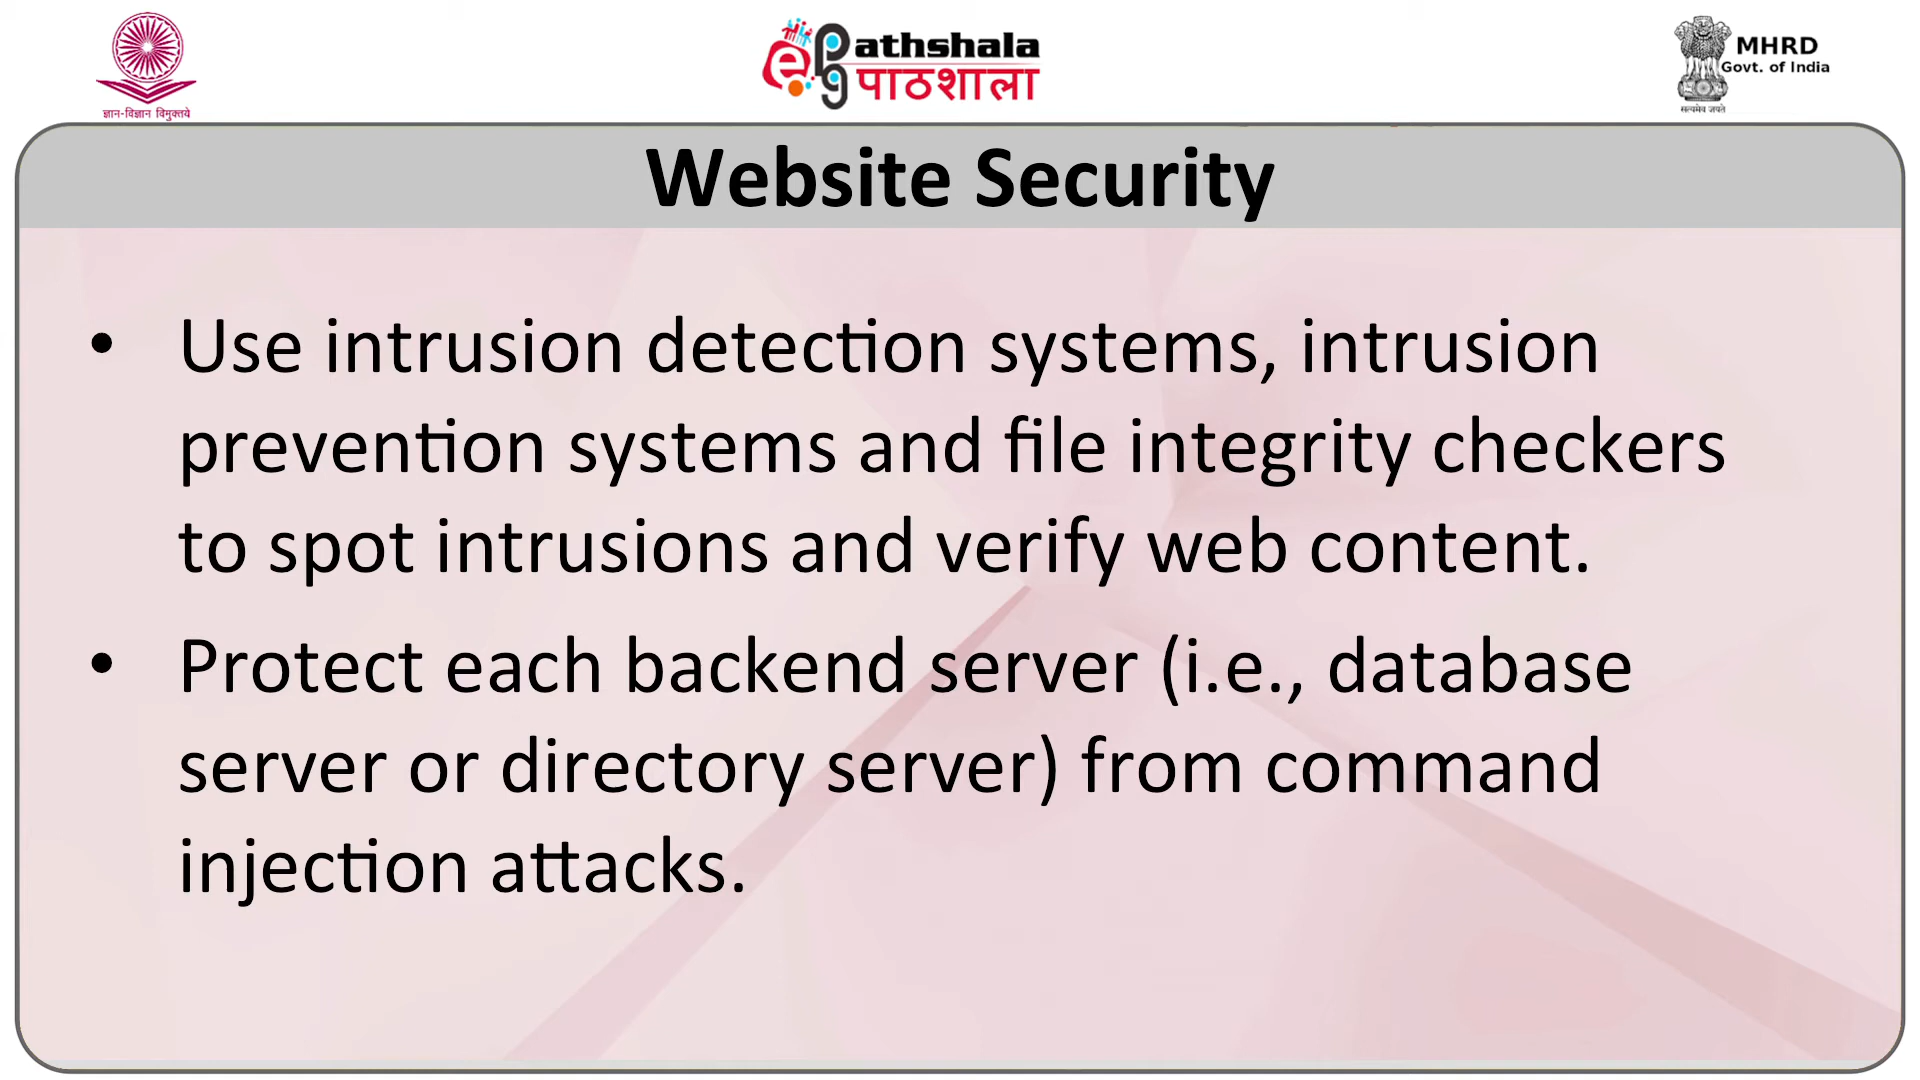 ज्ञान-विज्ञान विमुक्तये
ePG athshala
पाठशाला
MHRD
Govt. of India
सत्यमेव जयते
Website Security
• Use intrusion detection systems, intrusion
prevention systems and file integrity checkers
to spot intrusions and verify web content.
• Protect each backend server (i.e., database
server or directory server) from command
injection attacks.